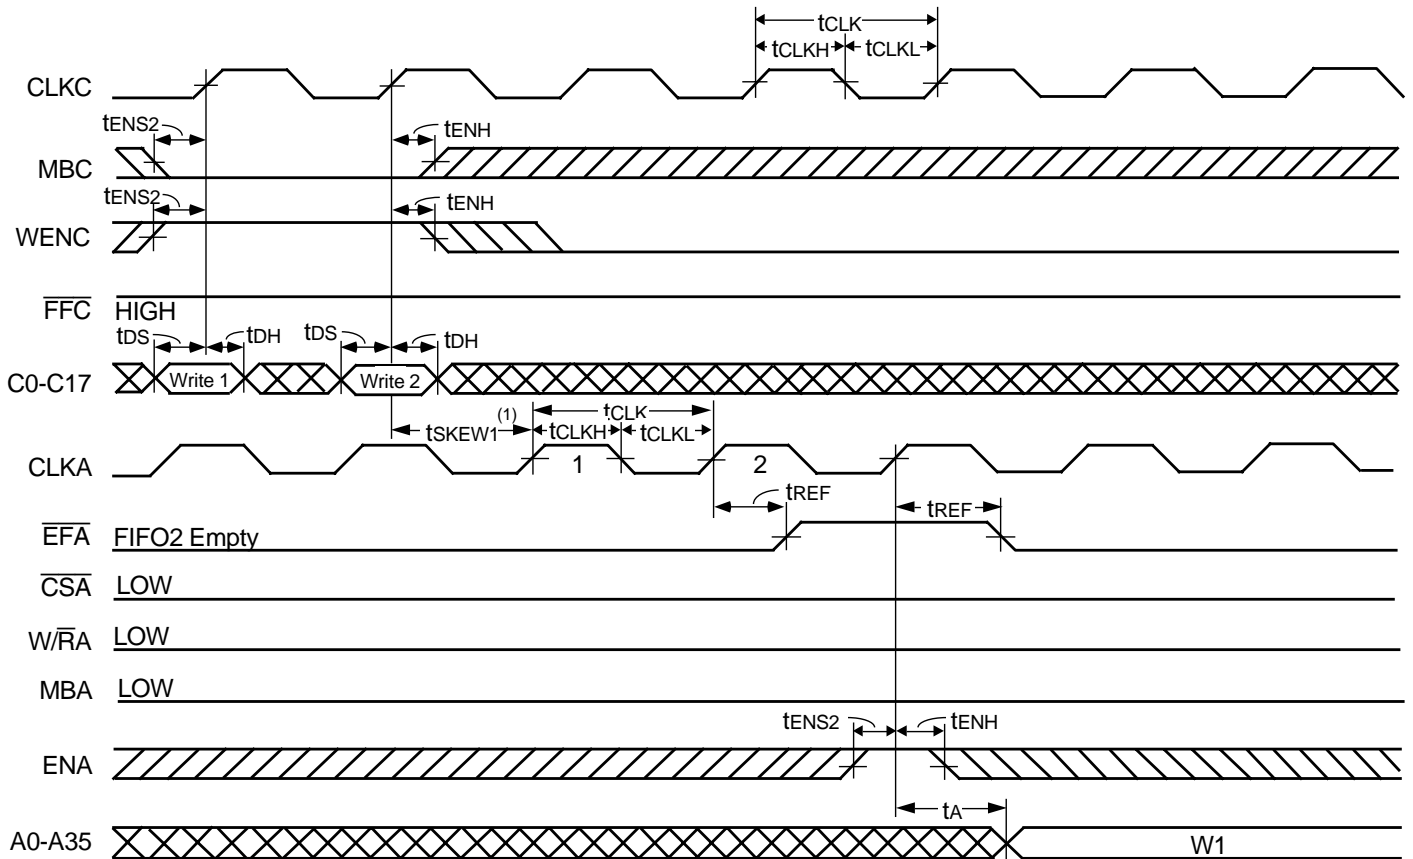 tCLK
tCLKH tCLKL
CLKC
tENS2 tENH
MBC
tENS2 tENH
WENC
FFC HIGH
tDS tDH tDS tDH
C0-C17 Write 1 Write 2
tSKEW1(1) tCLK
tCLKH tCLKL
CLKA 1 2
tREF tREF
EFA FIFO2 Empty
CSA LOW
W/RA LOW
MBA LOW
tENS2 tENH
ENA
tA
A0-A35 W1